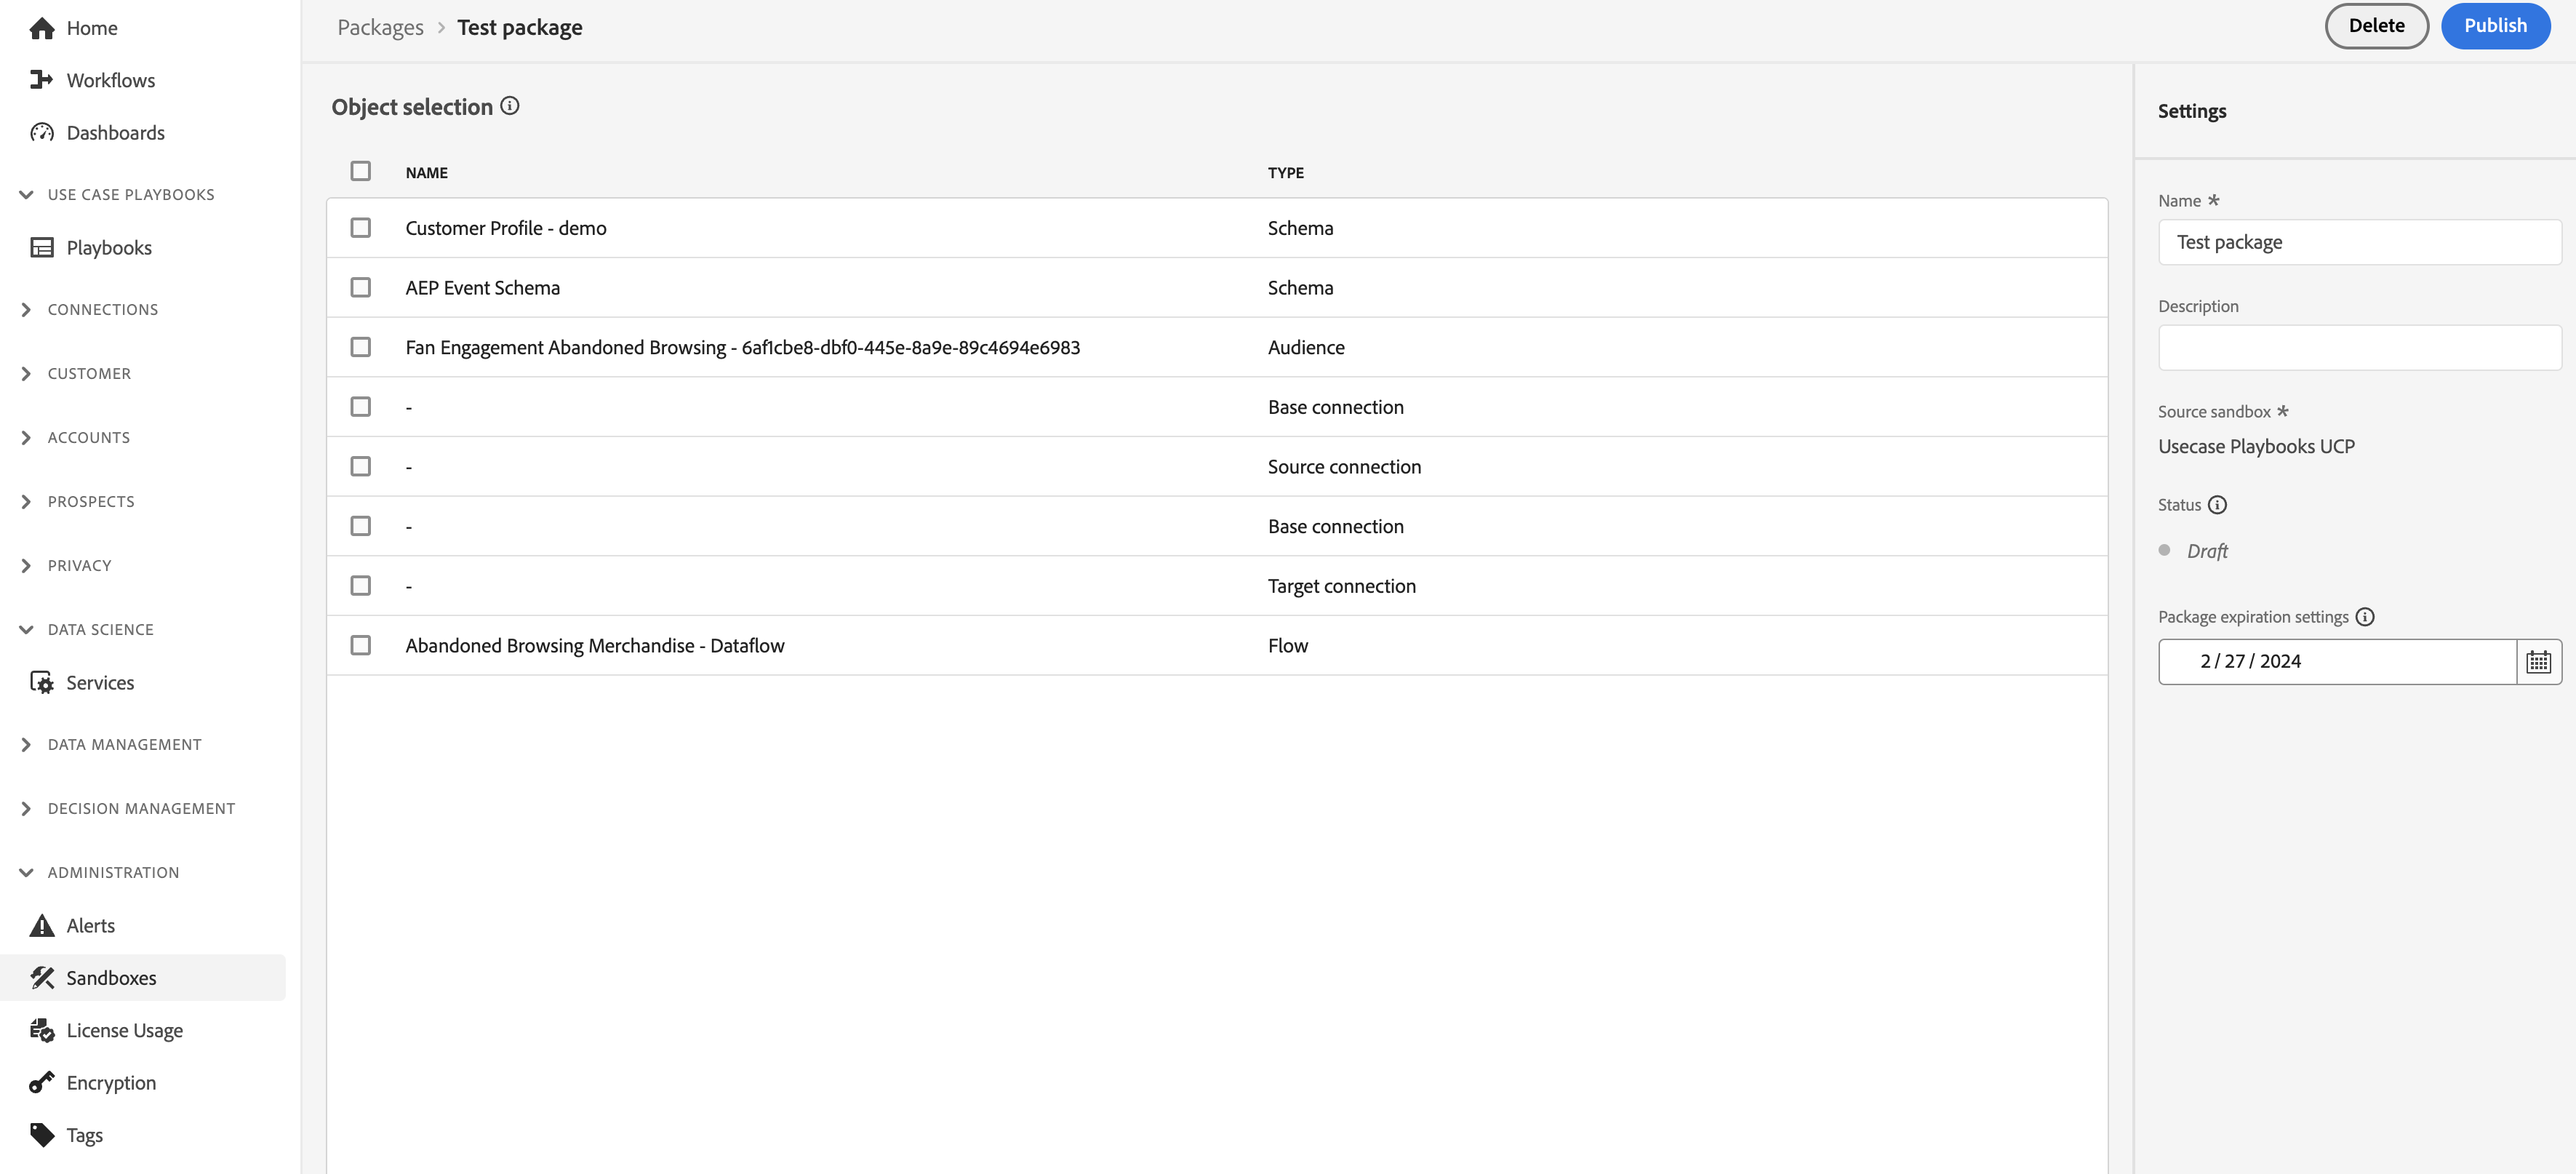 Home
Workflows
Dashboards
USE CASE PLAYBOOKS
Playbooks
CONNECTIONS
CUSTOMER
ACCOUNTS
PROSPECTS
PRIVACY
DATA SCIENCE
Services
DATA MANAGEMENT
DECISION MANAGEMENT
ADMINISTRATION
Alerts
Sandboxes
License Usage
Encryption
Tags
Packages > Test package
Delete
Publish
Object selection
NAME TYPE
Customer Profile - demo Schema
AEP Event Schema Schema
Fan Engagement Abandoned Browsing - 6af1cbe8-dbf0-445e-8a9e-89c4694e6983 Audience
- Base connection
- Source connection
- Base connection
- Target connection
Abandoned Browsing Merchandise - Dataflow Flow
Settings
Name *
Test package
Description
Source sandbox *
Usecase Playbooks UCP
Status
Draft
Package expiration settings
2 / 27 / 2024